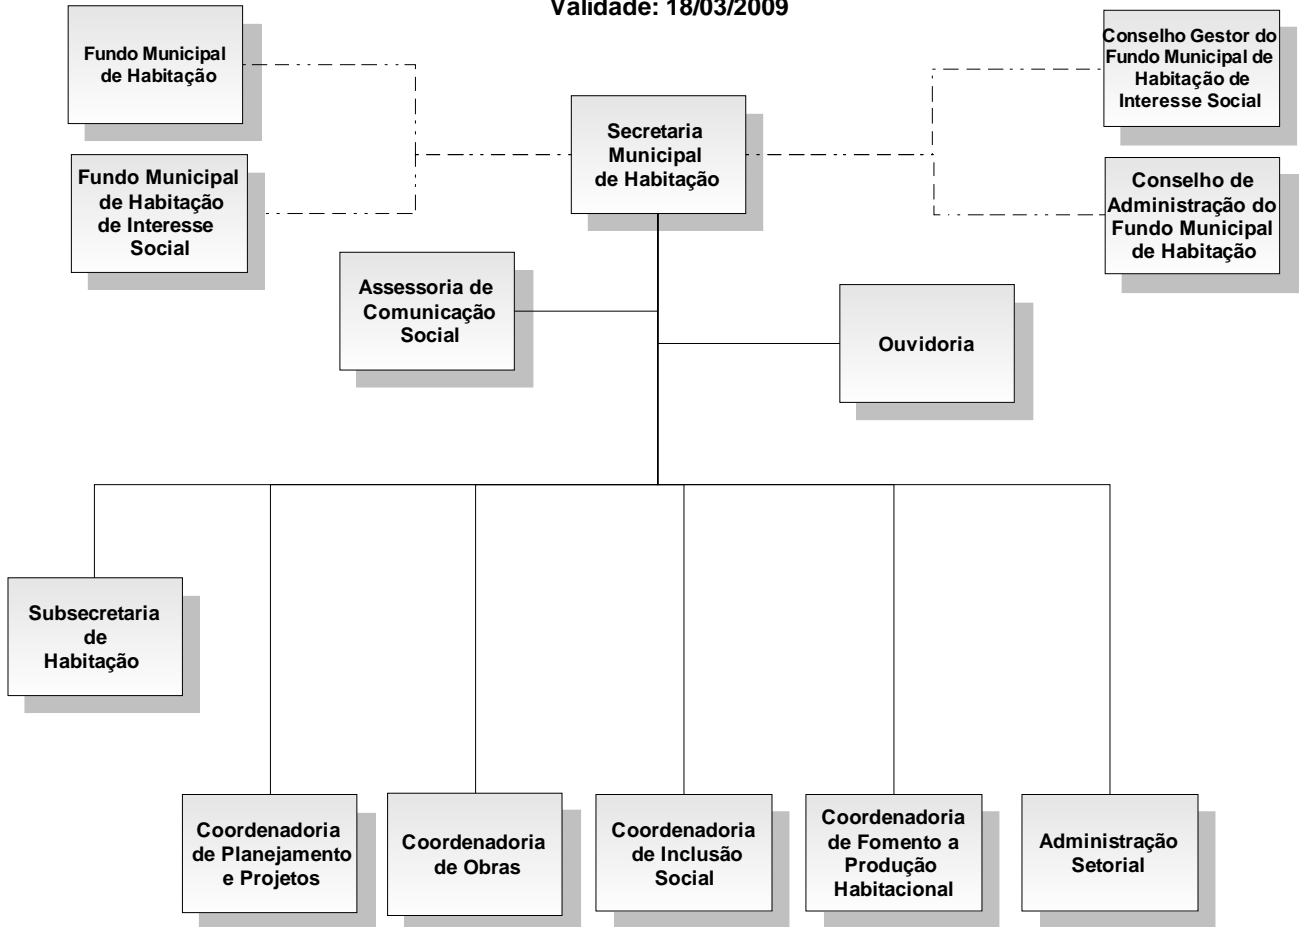 Validade: 18/03/2009
Fundo Municipal
de Habitação
Conselho Gestor do
Fundo Municipal de
Habitação de
Interesse Social
Secretaria
Municipal
de Habitação
Fundo Municipal
de Habitação
de Interesse
Social
Conselho de
Administração do
Fundo Municipal
de Habitação
Assessoria de
Comunicação
Social
Ouvidoria
Subsecretaria
de
Habitação
Coordenadoria
de Planejamento
e Projetos
Coordenadoria
de Obras
Coordenadoria
de Inclusão
Social
Coordenadoria
de Fomento a
Produção
Habitacional
Administração
Setorial